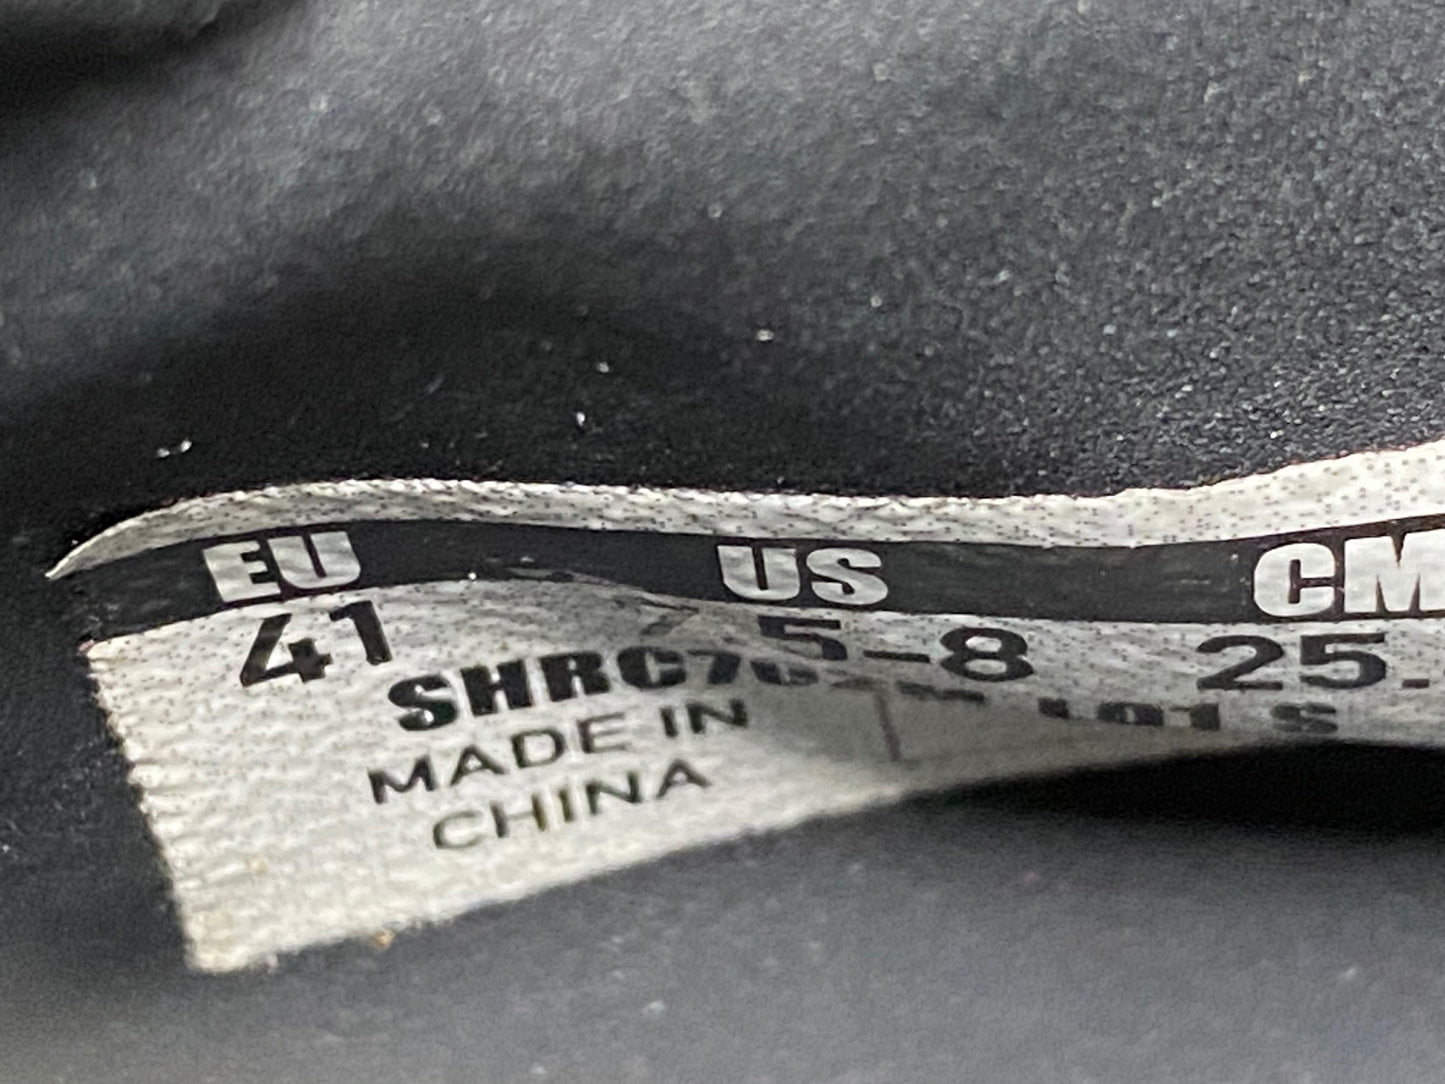 EU US CM
41 5-8 25.
SHRC7
MADE IN
CHINA